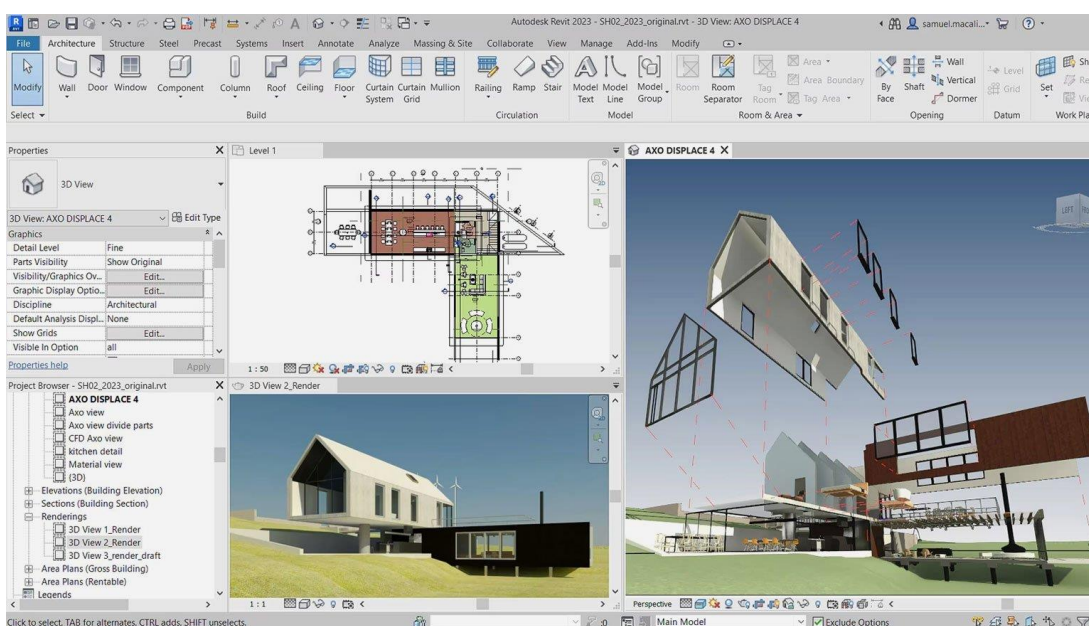 Autodesk Revit 2023 - SH02_2023_original.rvt - 3D View: AXO DISPLACE 4
samuel.macali...
File Architecture Structure Steel Precast Systems Insert Annotate Analyze Massing & Site Collaborate View Manage Add-Ins Modify
Modify Wall Door Window Component Column Roof Ceiling Floor Curtain System Curtain Grid Mullion Railing Ramp Stair Model Text Model Line Model Group Room Room Separator Tag Room By Face Shaft Set
Area
Area Boundary
Tag Area
Wall
Vertical
Dormer
Level
Grid
Select Build Circulation Model Room & Area Opening Datum Work Pla
Properties
3D View
3D View: AXO DISPLACE 4 Edit Type
Graphics
Detail Level Fine
Parts Visibility Show Original
Visibility/Graphics Ov... Edit...
Graphic Display Optio... Edit...
Discipline Architectural
Default Analysis Displ... None
Show Grids Edit...
Visible In Option all
Properties help Apply
Project Browser - SH02_2023_original.rvt
AXO DISPLACE 4
Axo view
Axo view divide parts
CFD Axo view
kitchen detail
Material view
{3D}
Elevations (Building Elevation)
Sections (Building Section)
Renderings
3D View 1_Render
3D View 2_Render
3D View 3_render_draft
Area Plans (Gross Building)
Area Plans (Rentable)
Legends
Level 1
1 : 50
3D View 2_Render
1 : 1
AXO DISPLACE 4
LEFT
Perspective
Click to select, TAB for alternates, CTRL adds, SHIFT unselects.
:0
Main Model
Exclude Options